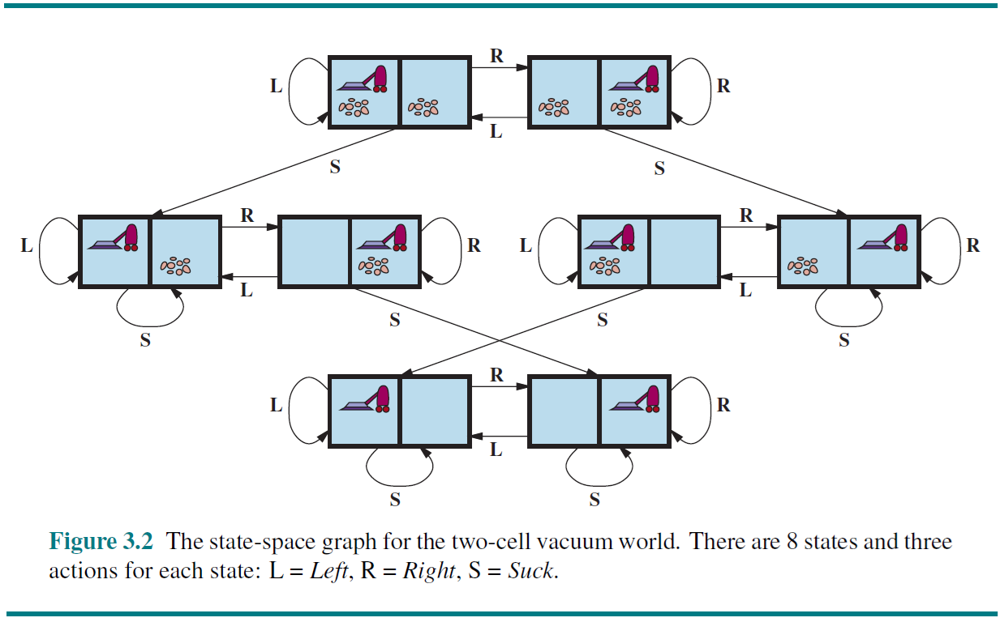 R
L
R
L
S
S
R
R
L
R
L
R
L
L
S
S
S
S
R
L
R
L
S
S
Figure 3.2 The state-space graph for the two-cell vacuum world. There are 8 states and three
actions for each state: L = Left, R = Right, S = Suck.